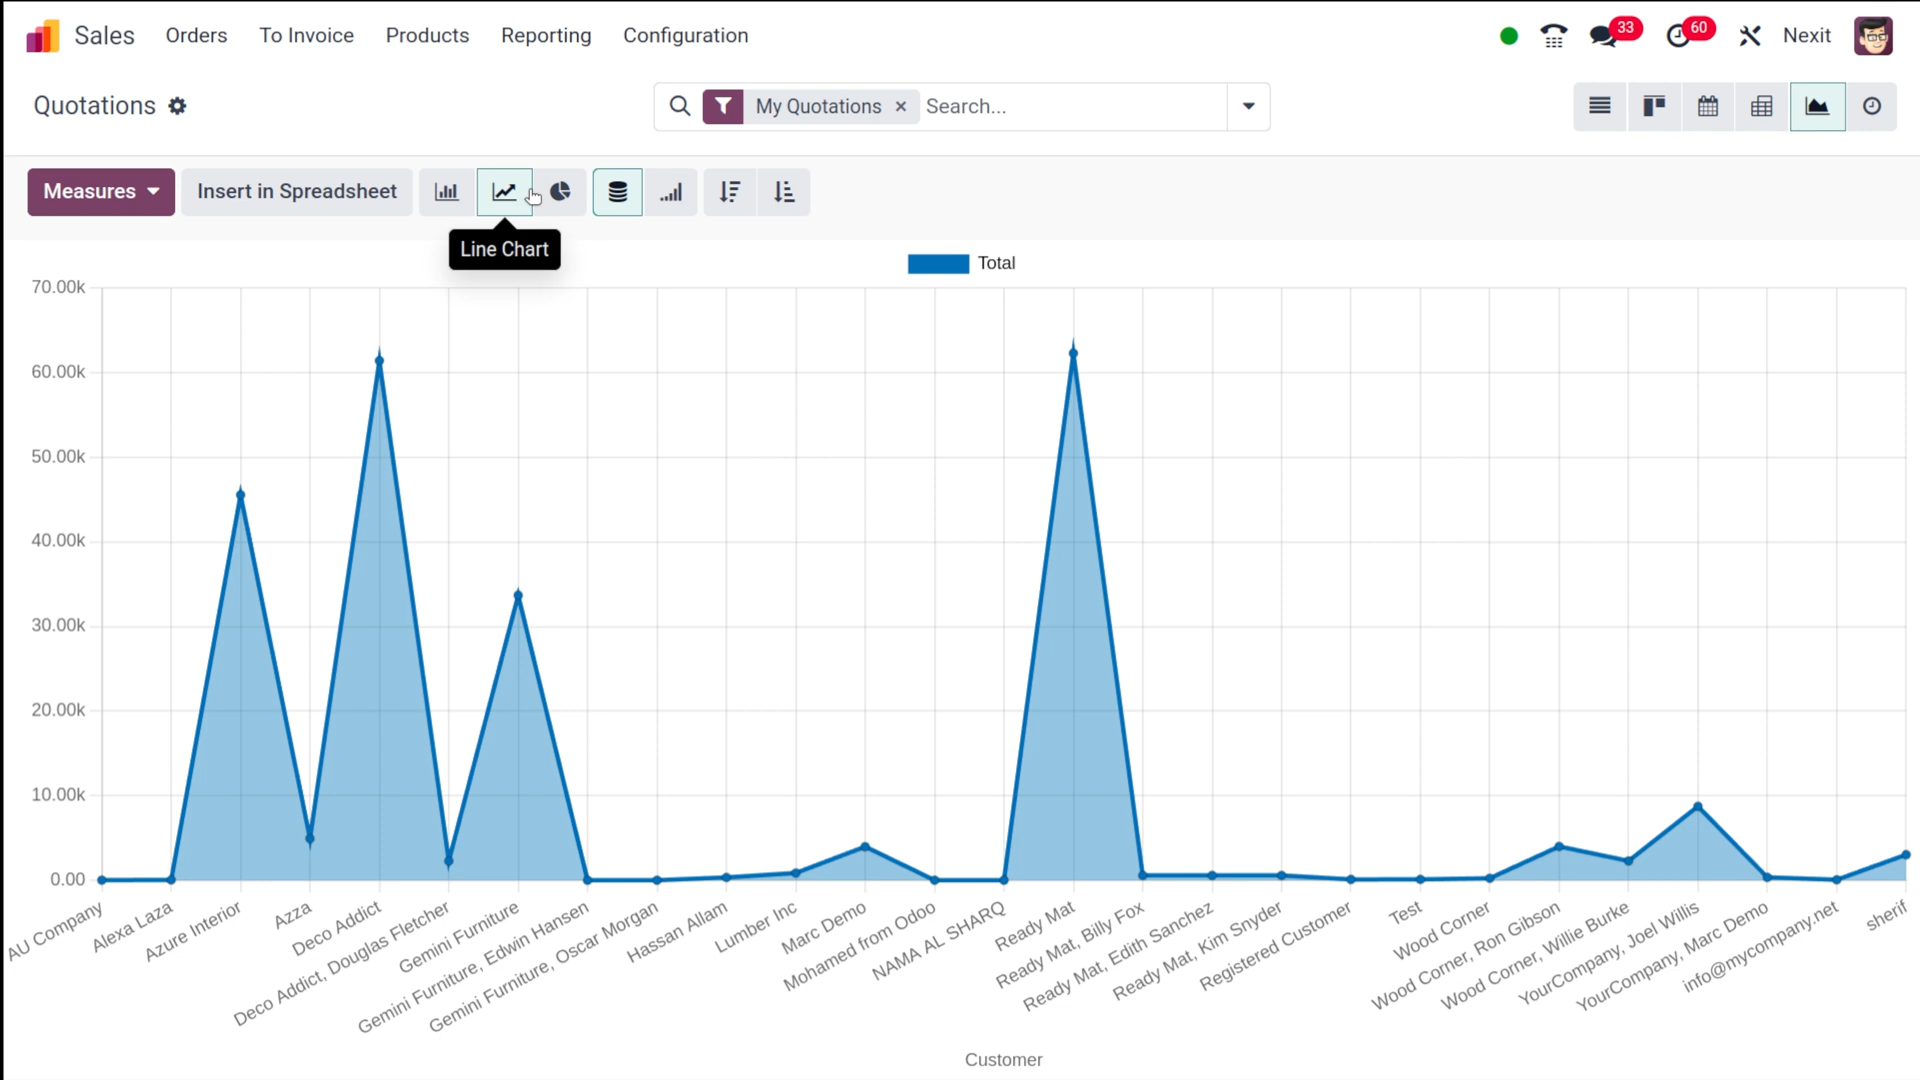 Sales Orders To Invoice Products Reporting Configuration 33 60 Nexit
Quotations My Quotations × Search...
Measures Insert in Spreadsheet
Line Chart
Total
70.00k
60.00k
50.00k
40.00k
30.00k
20.00k
10.00k
0.00
AU Company
Alexa Laza
Azure Interior
Azza
Deco Addict
Deco Addict, Douglas Fletcher
Gemini Furniture
Gemini Furniture, Edwin Hansen
Gemini Furniture, Oscar Morgan
Hassan Allam
Lumber Inc
Marc Demo
Mohamed from Odoo
NAMA AL SHARQ
Ready Mat
Ready Mat, Billy Fox
Ready Mat, Edith Sanchez
Ready Mat, Kim Snyder
Registered Customer
Test
Wood Corner
Wood Corner, Ron Gibson
Wood Corner, Willie Burke
YourCompany, Joel Willis
YourCompany, Marc Demo
info@mycompany.net
sherif
Customer